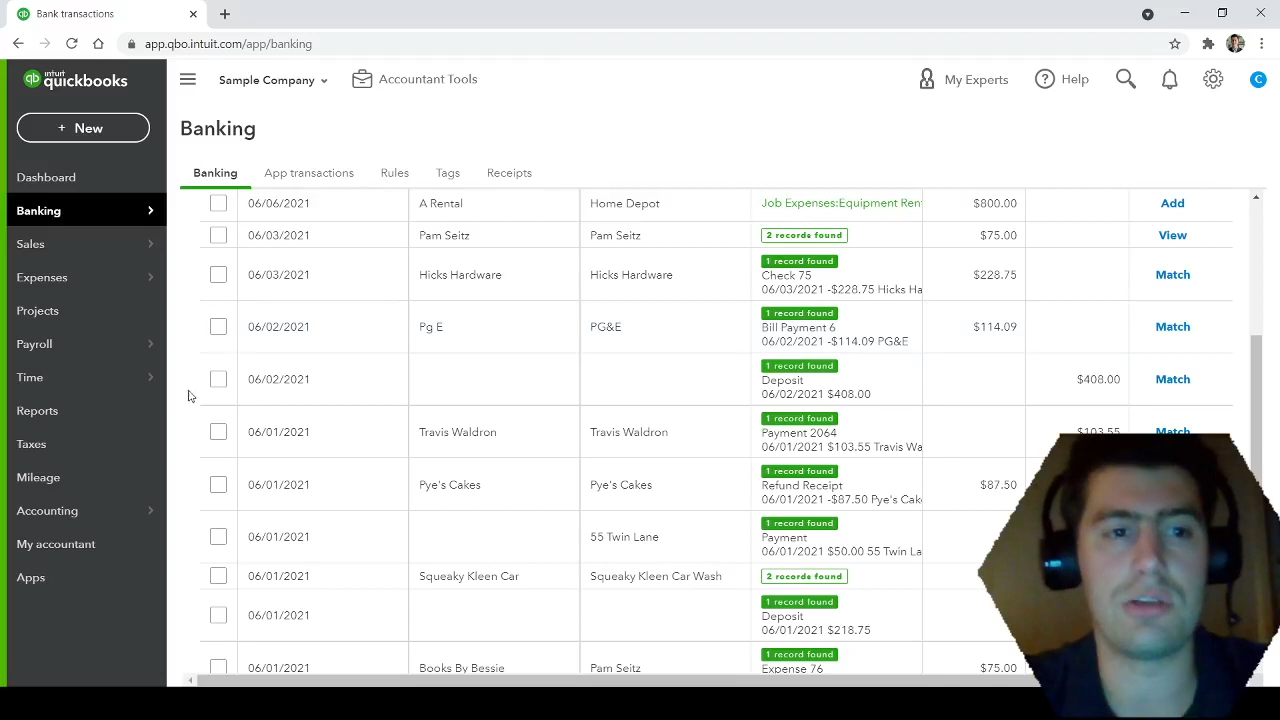 Bank transactions
app.qbo.intuit.com/app/banking
intuit quickbooks
Sample Company
Accountant Tools
My Experts
Help
C
+ New
Banking
Banking
App transactions
Rules
Tags
Receipts
Dashboard
Banking
Sales
Expenses
Projects
Payroll
Time
Reports
Taxes
Mileage
Accounting
My accountant
Apps
06/06/2021 A Rental Home Depot Job Expenses:Equipment Ren $800.00 Add
06/03/2021 Pam Seitz Pam Seitz 2 records found $75.00 View
1 record found
06/03/2021 Hicks Hardware Hicks Hardware Check 75 $228.75 Match
06/03/2021 -$228.75 Hicks Ha
1 record found
06/02/2021 Pg E PG&E Bill Payment 6 $114.09 Match
06/02/2021 -$114.09 PG&E
1 record found
06/02/2021 Deposit $408.00 Match
06/02/2021 $408.00
1 record found
06/01/2021 Travis Waldron Travis Waldron Payment 2064 $103.55 Match
06/01/2021 $103.55 Travis Wa
1 record found
06/01/2021 Pye's Cakes Pye's Cakes Refund Receipt $87.50
06/01/2021 -$87.50 Pye's Cak
1 record found
06/01/2021 55 Twin Lane Payment
06/01/2021 $50.00 55 Twin La
06/01/2021 Squeaky Kleen Car Squeaky Kleen Car Wash 2 records found
1 record found
06/01/2021 Deposit
06/01/2021 $218.75
1 record found
06/01/2021 Books By Bessie Pam Seitz Expense 76 $75.00